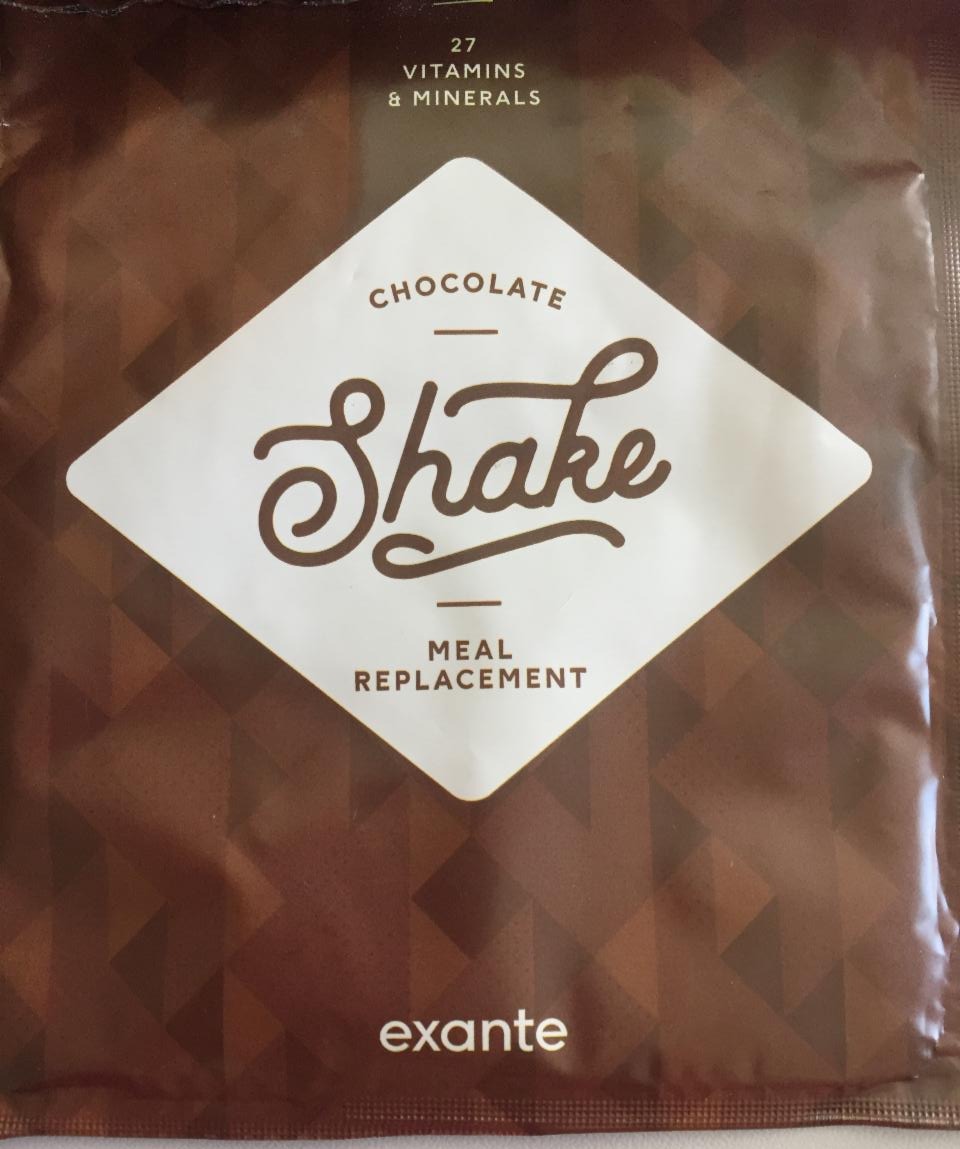 27
VITAMINS
& MINERALS
CHOCOLATE
Shake
MEAL
REPLACEMENT
exante